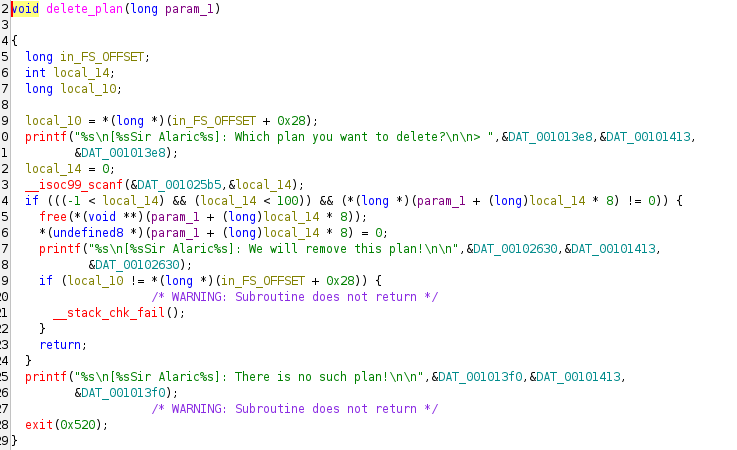 2 void delete_plan(long param_1)
3
4 {
5 long in_FS_OFFSET;
6 int local_14;
7 long local_10;
8
9 local_10 = *(long *)(in_FS_OFFSET + 0x28);
0 printf("%s\n[%sSir Alaric%s]: Which plan you want to delete?\n\n> ",&DAT_001013e8,&DAT_00101413,
1 &DAT_001013e8);
2 local_14 = 0;
3 __isoc99_scanf(&DAT_001025b5,&local_14);
4 if (((-1 < local_14) && (local_14 < 100)) && (*(long *)(param_1 + (long)local_14 * 8) != 0)) {
5 free(*(void **)(param_1 + (long)local_14 * 8));
6 *(undefined8 *)(param_1 + (long)local_14 * 8) = 0;
7 printf("%s\n[%sSir Alaric%s]: We will remove this plan!\n\n",&DAT_00102630,&DAT_00101413,
8 &DAT_00102630);
9 if (local_10 != *(long *)(in_FS_OFFSET + 0x28)) {
20 /* WARNING: Subroutine does not return */
21 __stack_chk_fail();
22 }
23 return;
24 }
25 printf("%s\n[%sSir Alaric%s]: There is no such plan!\n\n",&DAT_001013f0,&DAT_00101413,
26 &DAT_001013f0);
27 /* WARNING: Subroutine does not return */
28 exit(0x520);
29 }